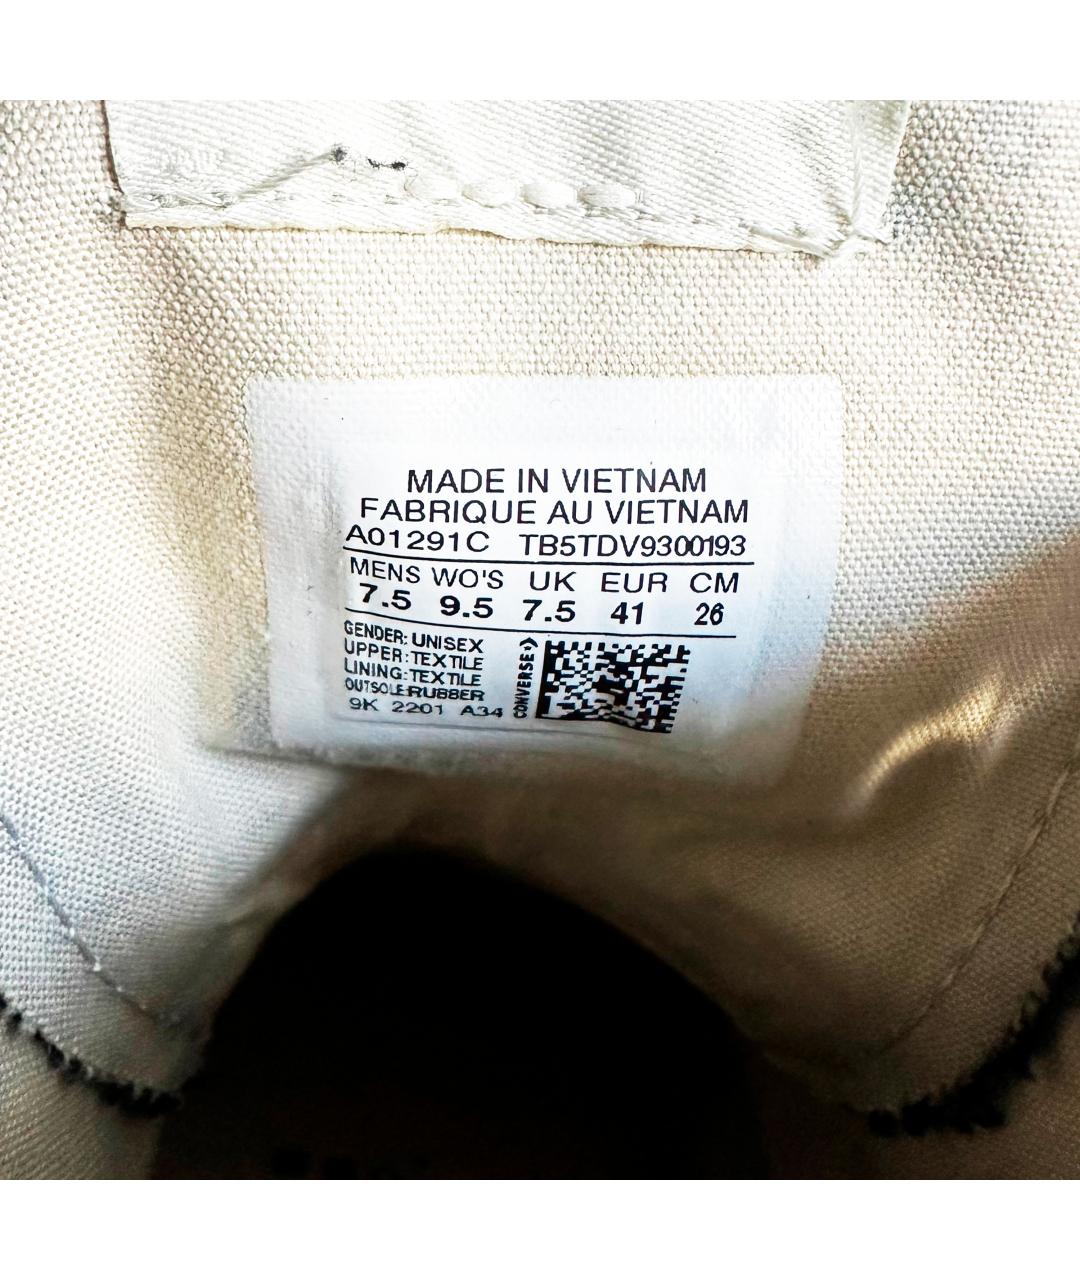 MADE IN VIETNAM
FABRIQUE AU VIETNAM
A01291C TB5TDV9300193
MENS WO'S UK EUR CM
7.5 9.5 7.5 41 26
GENDER: UNISEX
UPPER: TEXTILE
LINING: TEXTILE
OUTSOLE: RUBBER
9K 2201 A34
CONVERSE